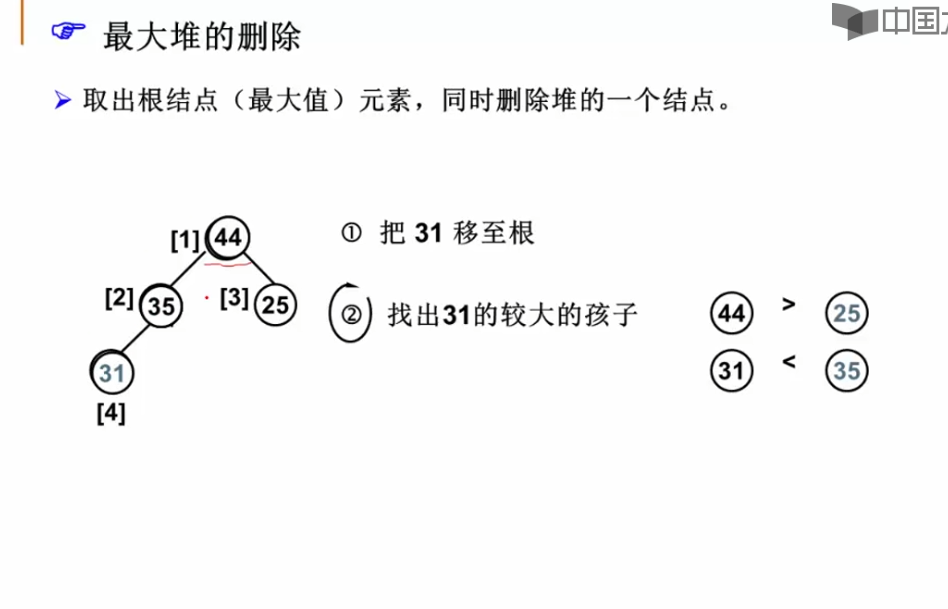 中国
最大堆的删除
取出根结点（最大值）元素，同时删除堆的一个结点。
[1] 44
[2] 35 [3] 25
31
[4]
① 把 31 移至根
② 找出31的较大的孩子
44 > 25
31 < 35